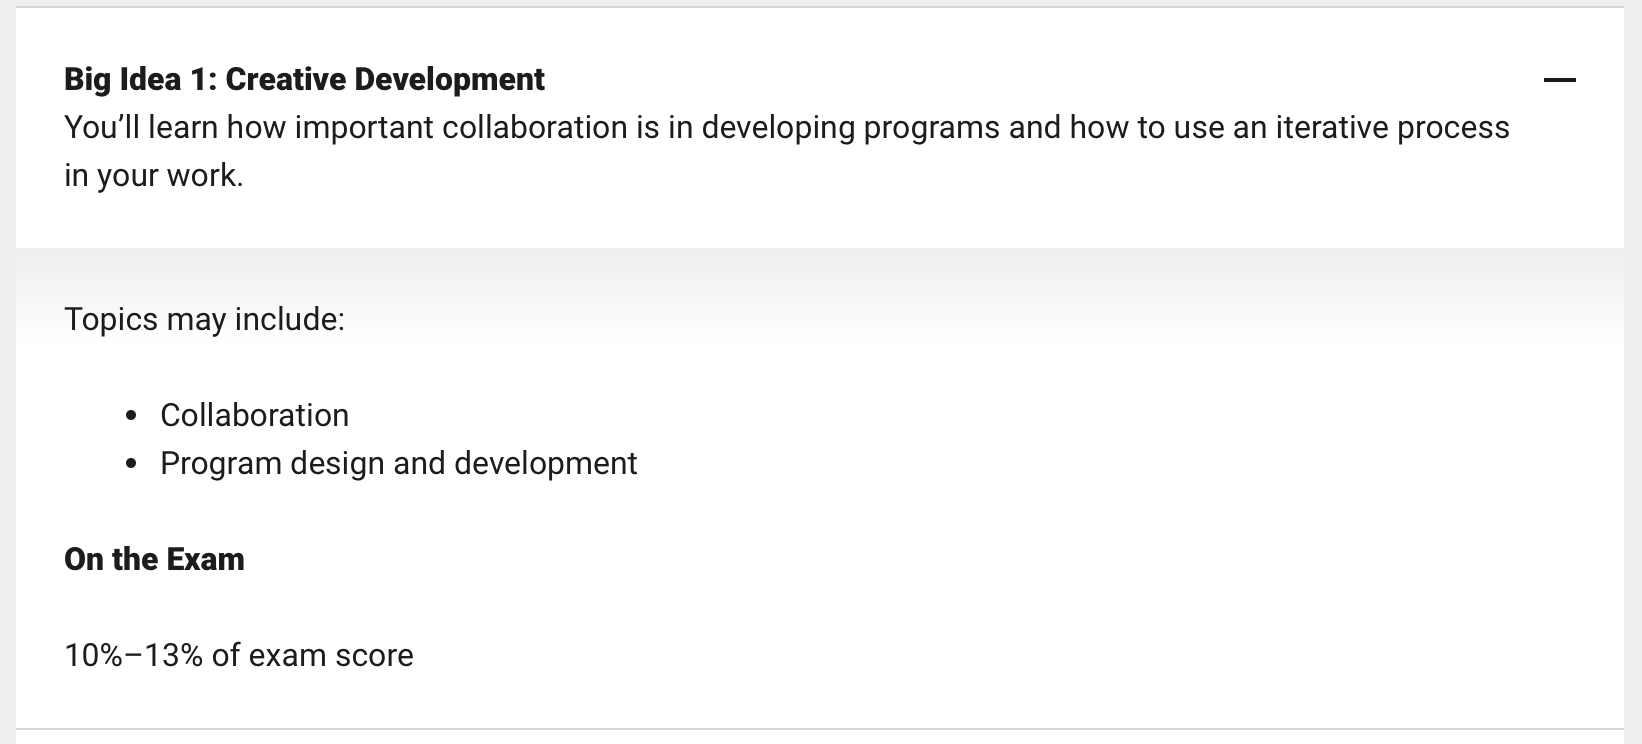 Big Idea 1: Creative Development
You’ll learn how important collaboration is in developing programs and how to use an iterative process
in your work.
Topics may include:
• Collaboration
• Program design and development
On the Exam
10%–13% of exam score